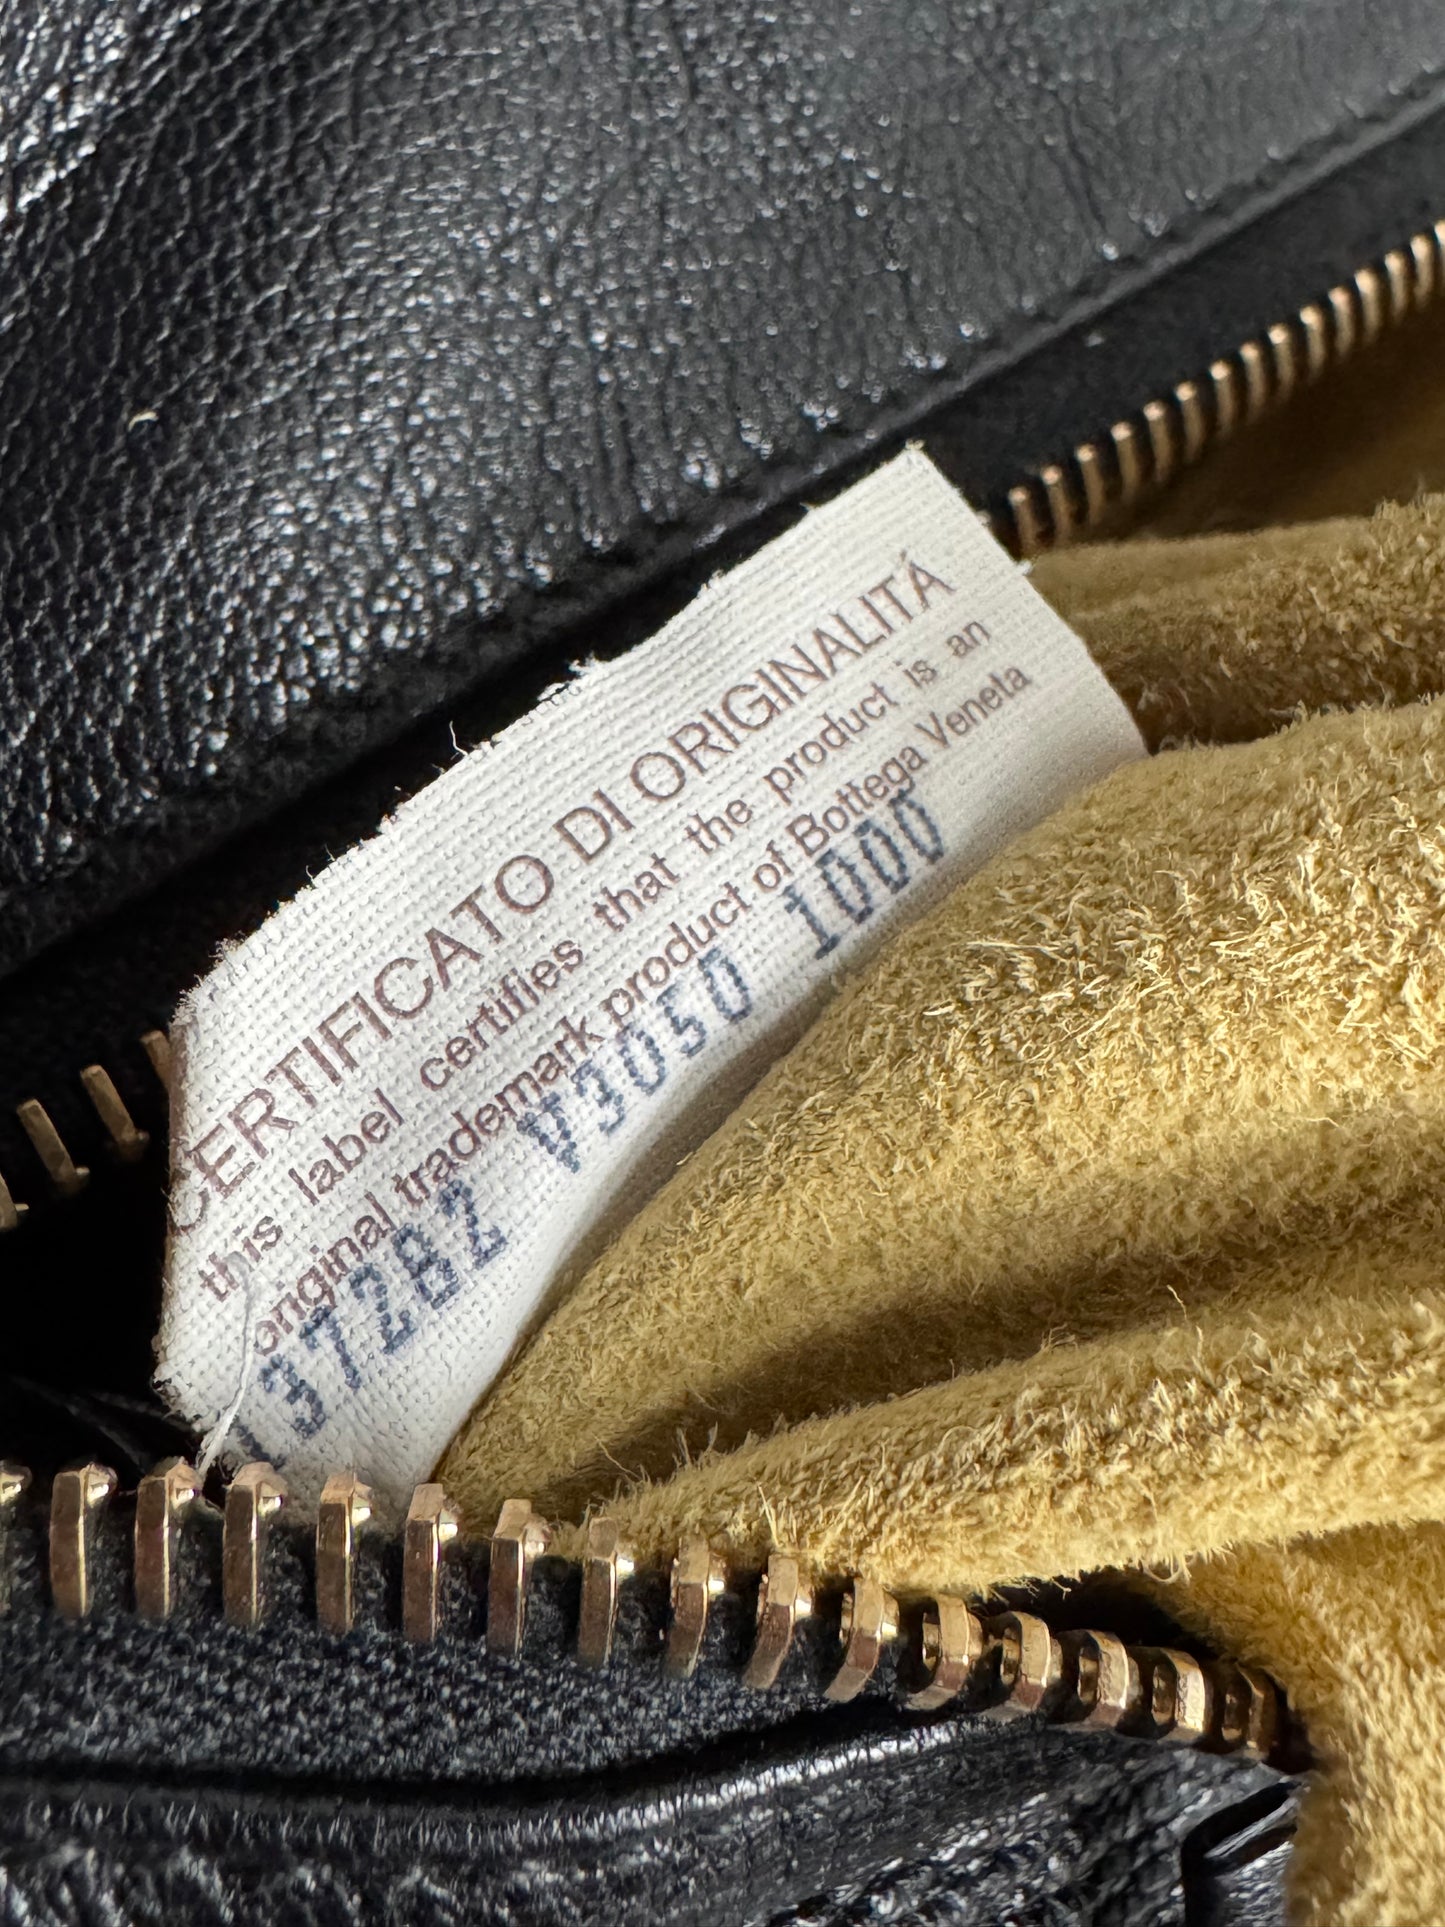 CERTIFICATO DI ORIGINALITÁ
this label certifies that the product is an
original trademark product of Bottega Veneta
137282 V3050 1000